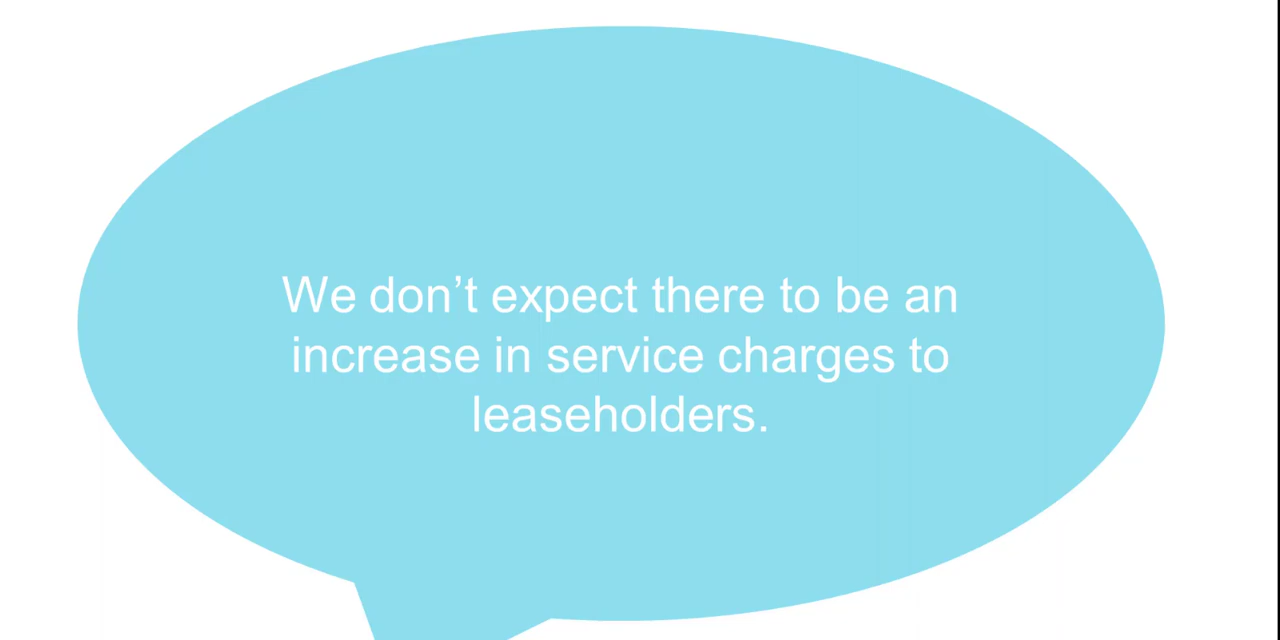 We don’t expect there to be an
increase in service charges to
leaseholders.